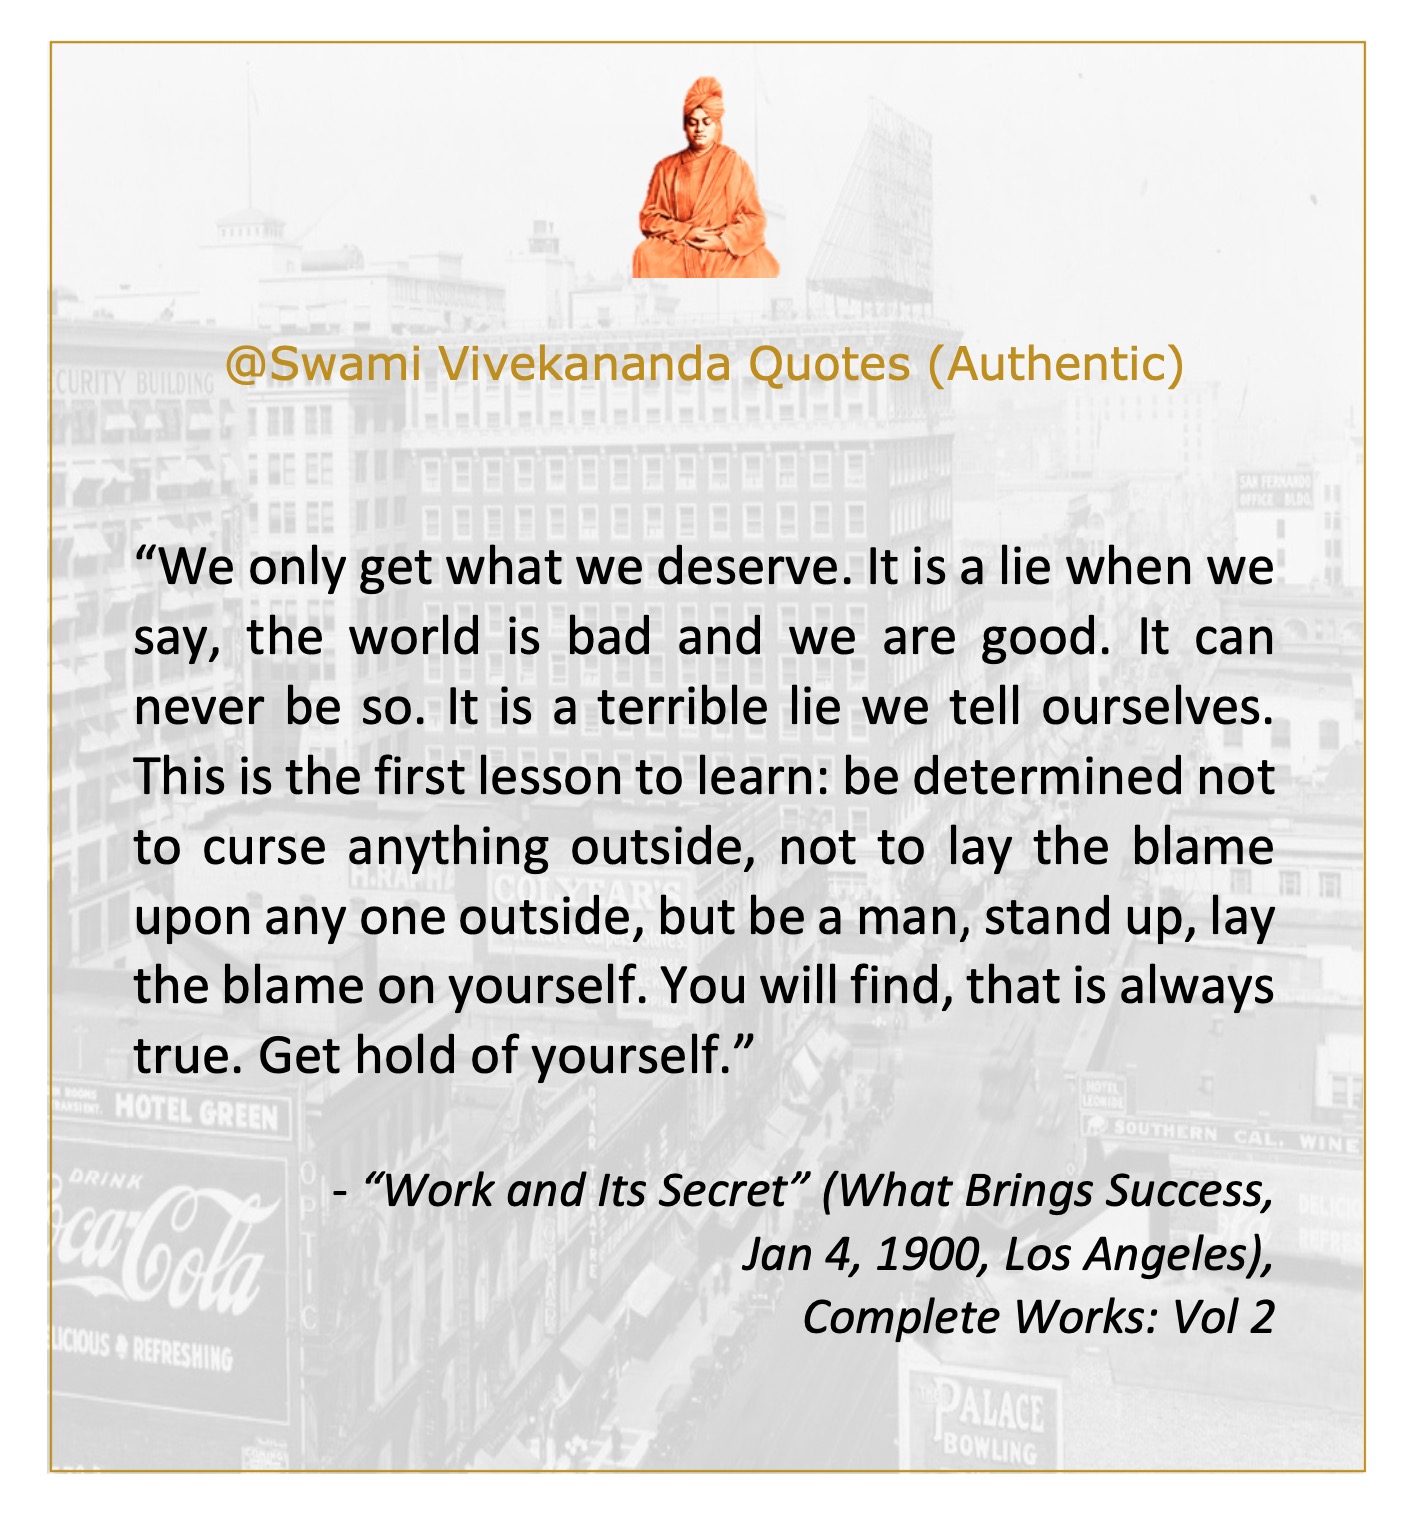 @Swami Vivekananda Quotes (Authentic)
CURITY BUILDING
SAN FERNANDO
OFFICE BLDG.
“We only get what we deserve. It is a lie when we
say, the world is bad and we are good. It can
never be so. It is a terrible lie we tell ourselves.
This is the first lesson to learn: be determined not
to curse anything outside, not to lay the blame
upon any one outside, but be a man, stand up, lay
the blame on yourself. You will find, that is always
true. Get hold of yourself.”
HOTEL GREEN
HOTEL
SOUTHERN CAL. WINE
DRINK
Coca-Cola
LICIOUS & REFRESHING
- “Work and Its Secret” (What Brings Success,
Jan 4, 1900, Los Angeles),
Complete Works: Vol 2
THE PALACE
BOWLING